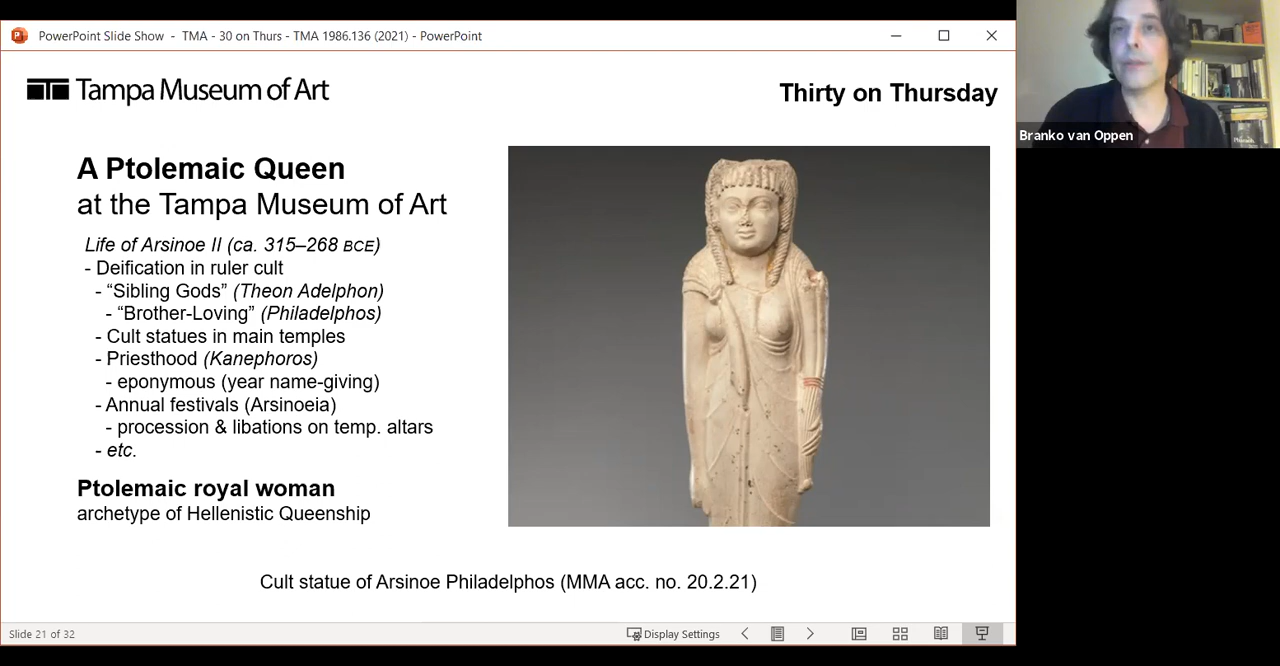 PowerPoint Slide Show - TMA - 30 on Thurs - TMA 1986.136 (2021) - PowerPoint
Tampa Museum of Art
Thirty on Thursday
Branko van Oppen
A Ptolemaic Queen
at the Tampa Museum of Art
Life of Arsinoe II (ca. 315–268 BCE)
- Deification in ruler cult
- “Sibling Gods” (Theon Adelphon)
- “Brother-Loving” (Philadelphos)
- Cult statues in main temples
- Priesthood (Kanephoros)
- eponymous (year name-giving)
- Annual festivals (Arsinoeia)
- procession & libations on temp. altars
- etc.
Ptolemaic royal woman
archetype of Hellenistic Queenship
Cult statue of Arsinoe Philadelphos (MMA acc. no. 20.2.21)
Slide 21 of 32
Display Settings